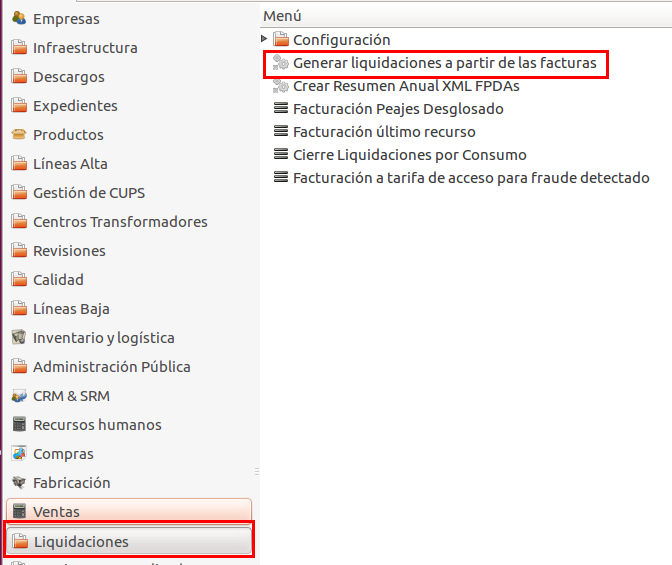 Empresas
Infraestructura
Descargos
Expedientes
Productos
Líneas Alta
Gestión de CUPS
Centros Transformadores
Revisiones
Calidad
Líneas Baja
Inventario y logística
Administración Pública
CRM & SRM
Recursos humanos
Compras
Fabricación
Ventas
Liquidaciones
Menú
Configuración
Generar liquidaciones a partir de las facturas
Crear Resumen Anual XML FPDAs
Facturación Peajes Desglosado
Facturación último recurso
Cierre Liquidaciones por Consumo
Facturación a tarifa de acceso para fraude detectado